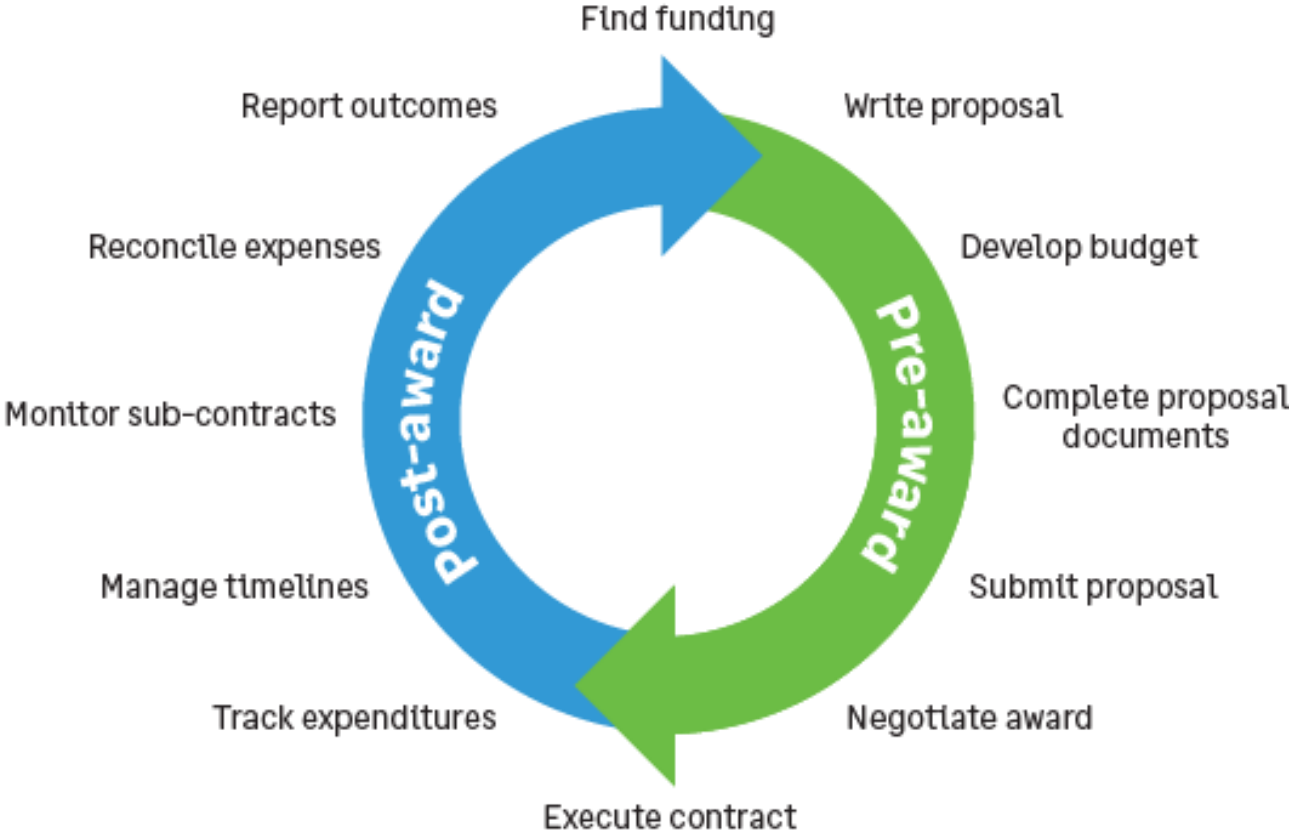 Find funding
Write proposal
Develop budget
Complete proposal
documents
Submit proposal
Negotiate award
Execute contract
Track expenditures
Manage timelines
Monitor sub-contracts
Reconcile expenses
Report outcomes
Pre-award
Post-award